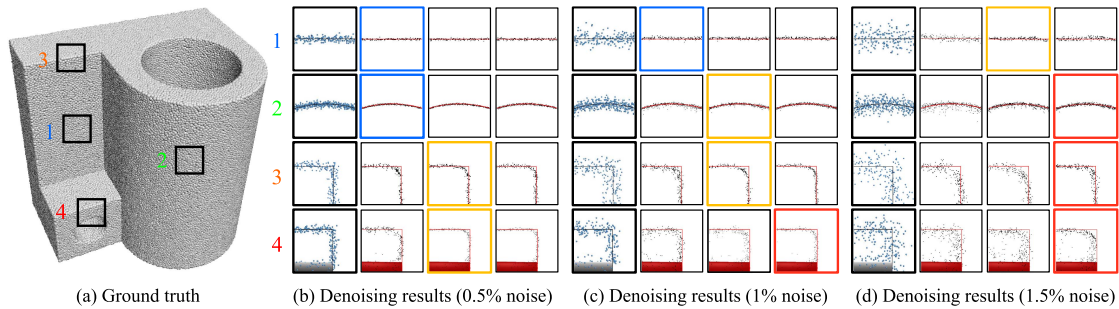 3
1
2
4
1
2
3
4
(a) Ground truth
(b) Denoising results (0.5% noise)
(c) Denoising results (1% noise)
(d) Denoising results (1.5% noise)